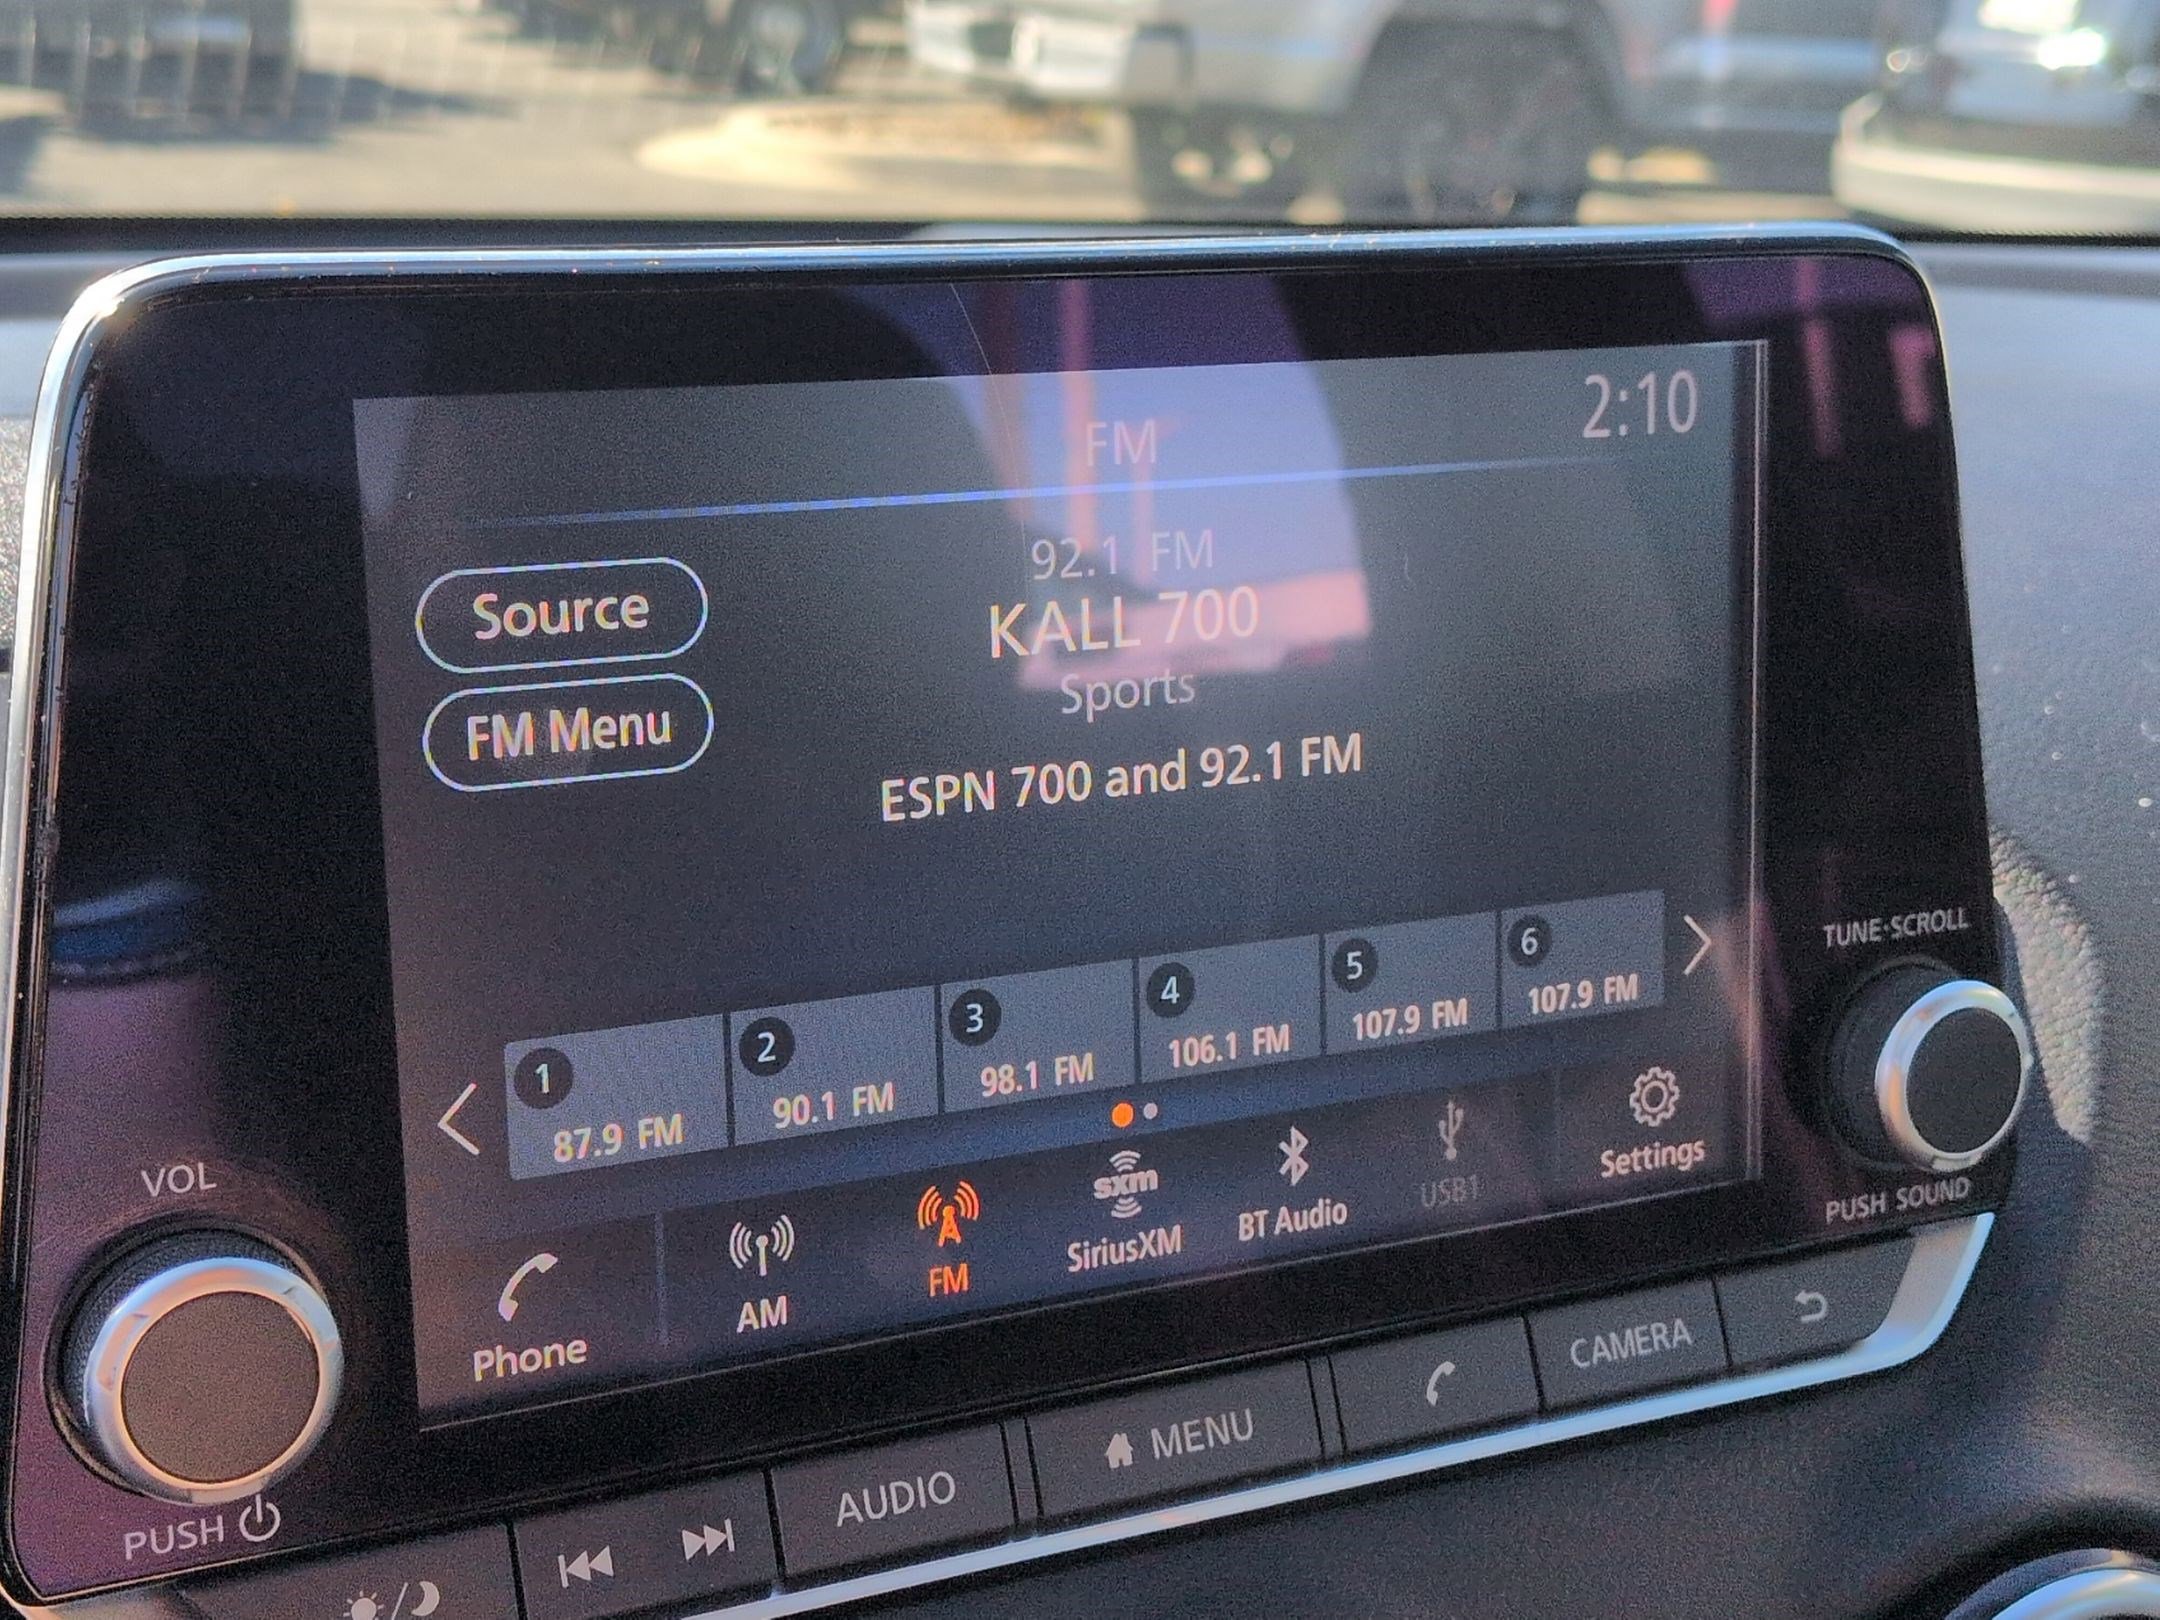 FM
2:10
Source
FM Menu
92.1 FM
KALL 700
Sports
ESPN 700 and 92.1 FM
1
87.9 FM
2
90.1 FM
3
98.1 FM
4
106.1 FM
5
107.9 FM
6
107.9 FM
Phone
AM
FM
sxm
SiriusXM
BT Audio
USB1
Settings
VOL
PUSH
TUNE·SCROLL
PUSH SOUND
AUDIO
MENU
CAMERA